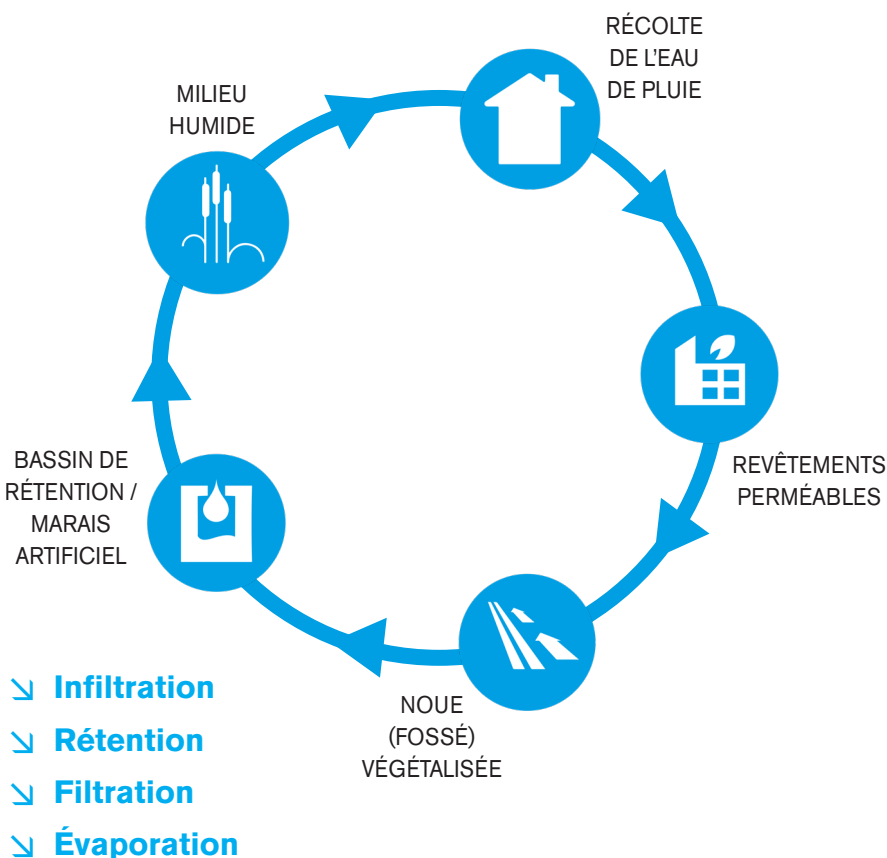 RÉCOLTE
DE L'EAU
DE PLUIE
MILIEU
HUMIDE
REVÊTEMENTS
PERMÉABLES
BASSIN DE
RÉTENTION /
MARAIS
ARTIFICIEL
NOUE
(FOSSÉ)
VÉGÉTALISÉE
↘ Infiltration
↘ Rétention
↘ Filtration
↘ Évaporation